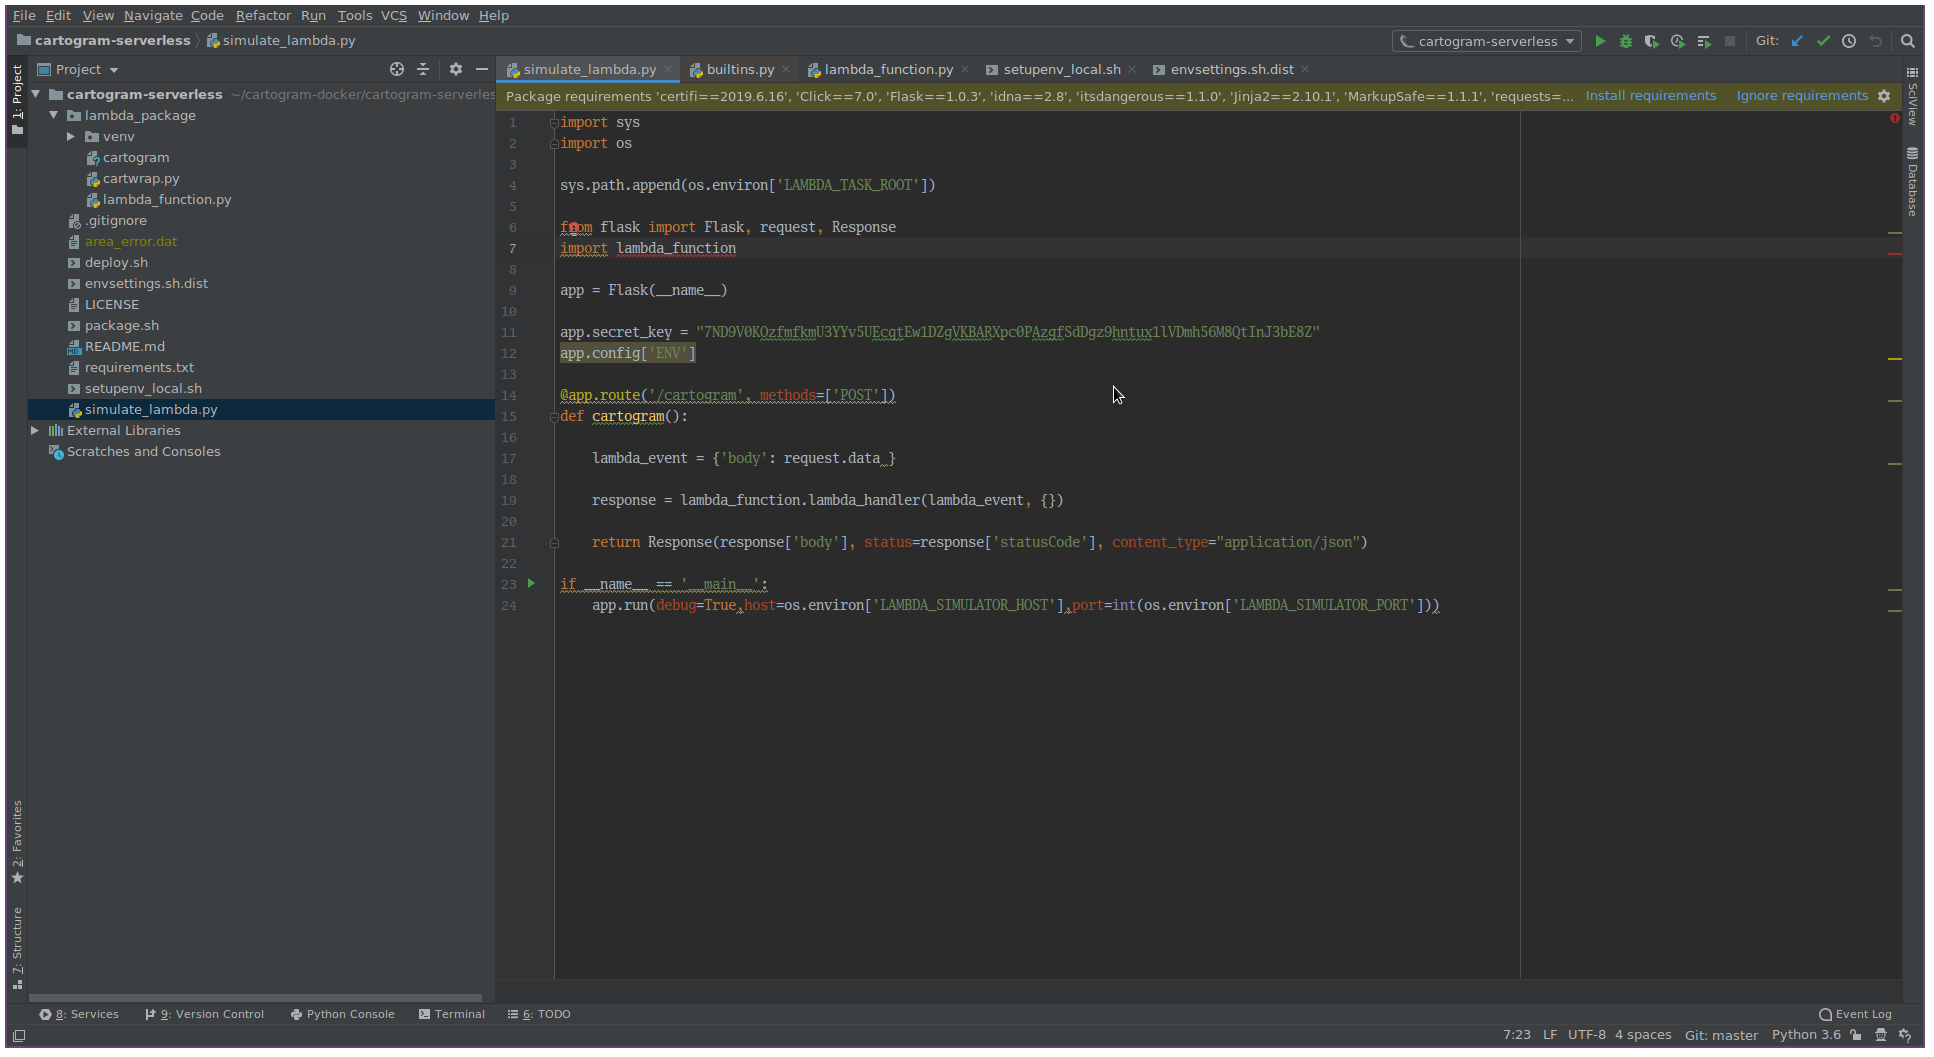 File Edit View Navigate Code Refactor Run Tools VCS Window Help
cartogram-serverless simulate_lambda.py
cartogram-serverless Git:
Project
simulate_lambda.py builtins.py lambda_function.py setupenv_local.sh envsettings.sh.dist
Package requirements 'certifi==2019.6.16', 'Click==7.0', 'Flask==1.0.3', 'idna==2.8', 'itsdangerous==1.1.0', 'Jinja2==2.10.1', 'MarkupSafe==1.1.1', 'requests=... Install requirements Ignore requirements
1: Project
cartogram-serverless ~/cartogram-docker/cartogram-serverles
lambda_package
venv
cartogram
cartwrap.py
lambda_function.py
.gitignore
area_error.dat
deploy.sh
envsettings.sh.dist
LICENSE
package.sh
README.md
requirements.txt
setupenv_local.sh
simulate_lambda.py
External Libraries
Scratches and Consoles
2: Favorites
7: Structure
1 import sys
2 import os
3
4 sys.path.append(os.environ['LAMBDA_TASK_ROOT'])
5
6 from flask import Flask, request, Response
7 import lambda_function
8
9 app = Flask(__name__)
10
11 app.secret_key = "7ND9V0KOzfmfkmU3YYv5UEcgtEw1DZgVKBARXpc0PAzgfSdDgz9hntux1lVDmh56M8QtInJ3bE8Z"
12 app.config['ENV']
13
14 @app.route('/cartogram', methods=['POST'])
15 def cartogram():
16
17 lambda_event = {'body': request.data }
18
19 response = lambda_function.lambda_handler(lambda_event, {})
20
21 return Response(response['body'], status=response['statusCode'], content_type="application/json")
22
23 if __name__ == '__main__':
24 app.run(debug=True,host=os.environ['LAMBDA_SIMULATOR_HOST'],port=int(os.environ['LAMBDA_SIMULATOR_PORT']))
SciView
Database
8: Services 9: Version Control Python Console Terminal 6: TODO Event Log
7:23 LF UTF-8 4 spaces Git: master Python 3.6